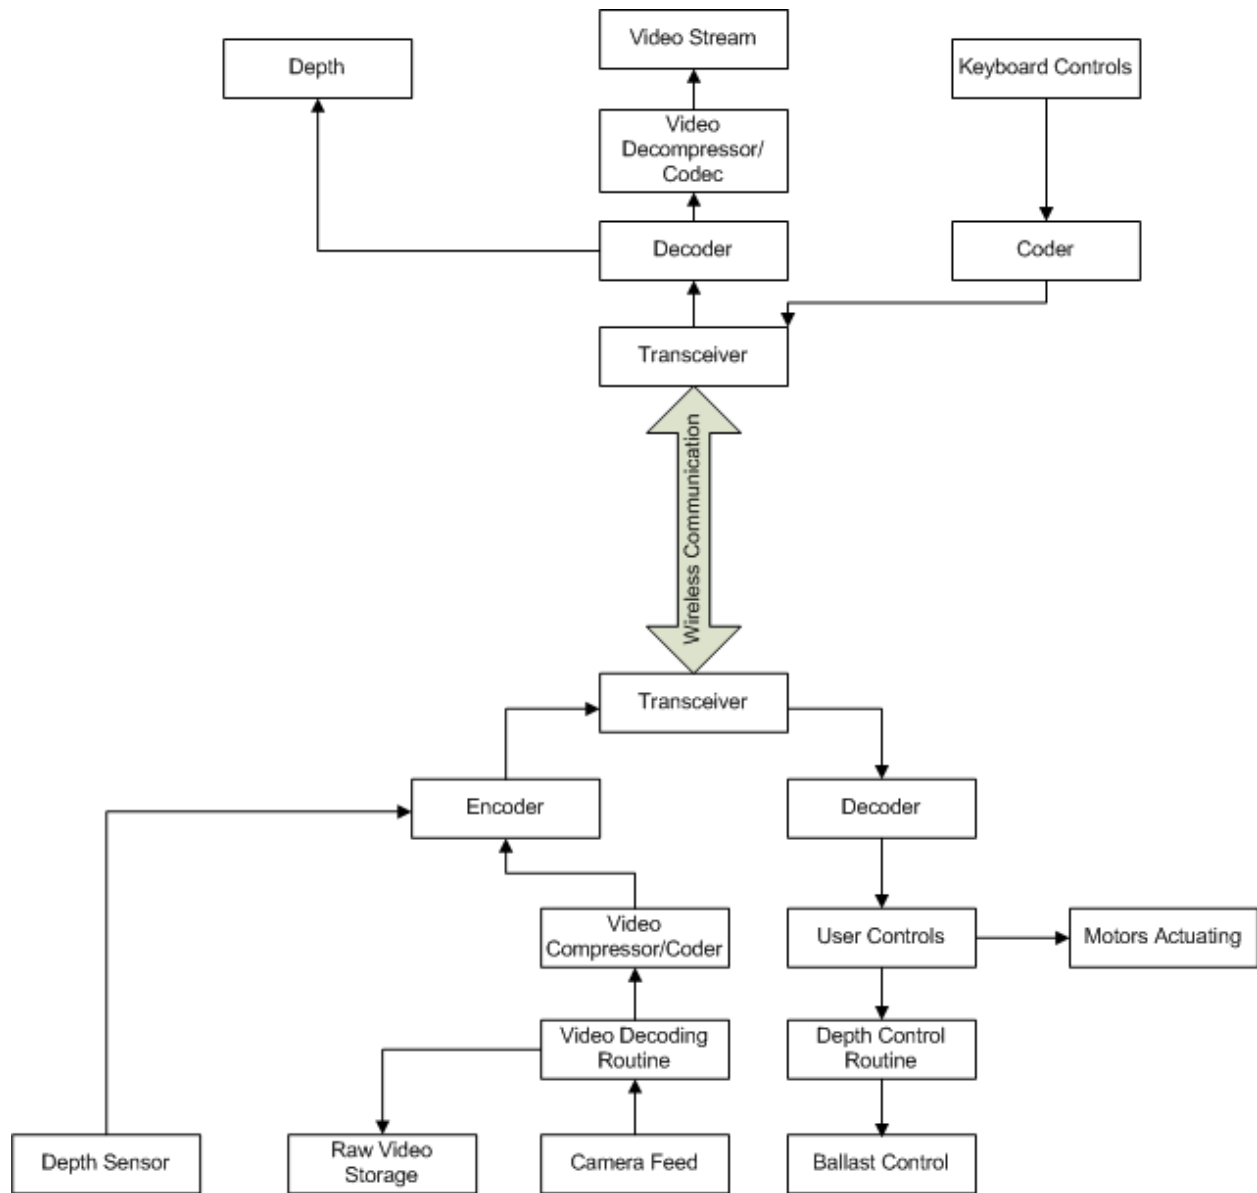 Video Stream
Depth
Keyboard Controls
Video
Decompressor/
Codec
Decoder
Coder
Transceiver
Wireless Communication
Transceiver
Encoder
Decoder
Video
Compressor/Coder
User Controls
Motors Actuating
Video Decoding
Routine
Depth Control
Routine
Depth Sensor
Raw Video
Storage
Camera Feed
Ballast Control